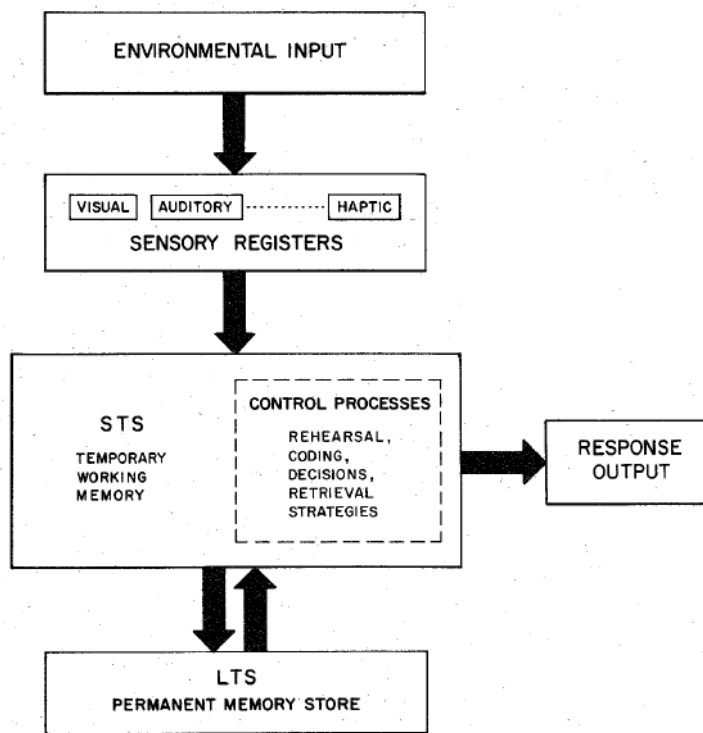 ENVIRONMENTAL INPUT
VISUAL AUDITORY HAPTIC
SENSORY REGISTERS
STS
TEMPORARY
WORKING
MEMORY
CONTROL PROCESSES
REHEARSAL,
CODING,
DECISIONS,
RETRIEVAL
STRATEGIES
RESPONSE
OUTPUT
LTS
PERMANENT MEMORY STORE